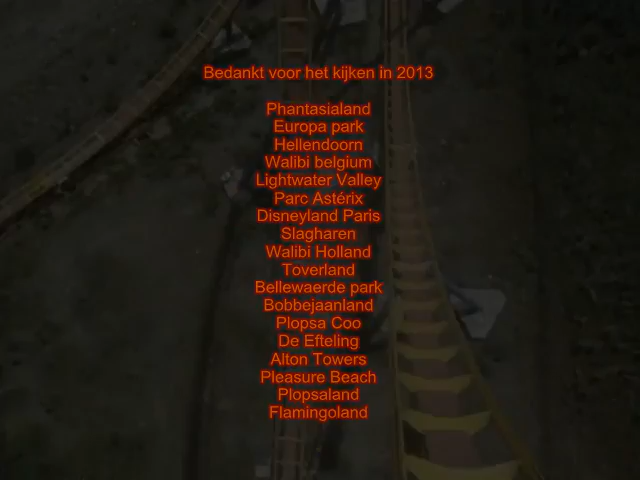 Bedankt voor het kijken in 2013
Phantasialand
Europa park
Hellendoorn
Walibi belgium
Lightwater Valley
Parc Astérix
Disneyland Paris
Slagharen
Walibi Holland
Toverland
Bellewaerde park
Bobbejaanland
Plopsa Coo
De Efteling
Alton Towers
Pleasure Beach
Plopsaland
Flamingoland